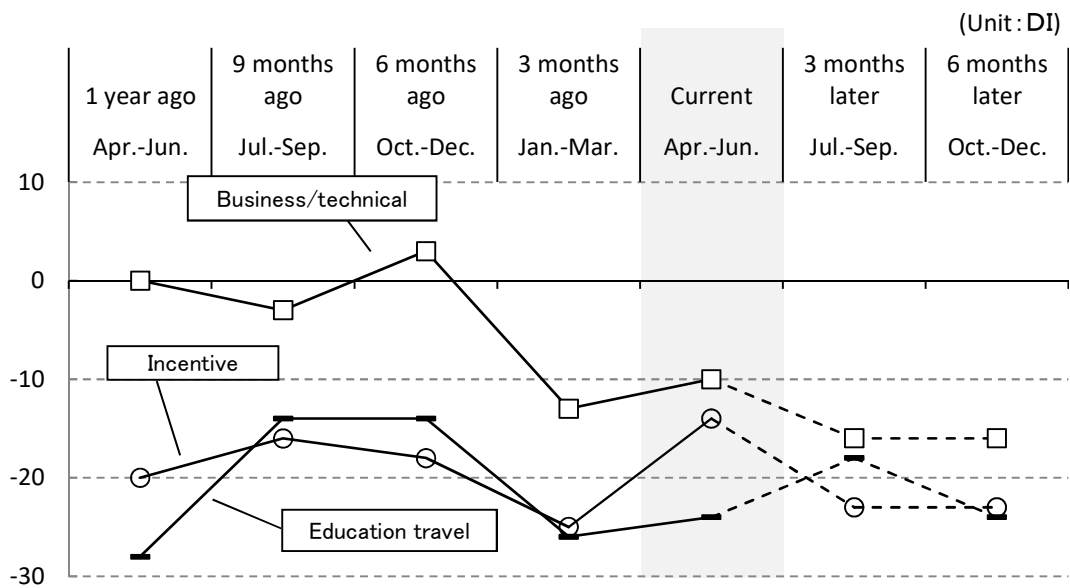 (Unit：DI)
9 months 6 months 3 months 3 months 6 months
1 year ago ago ago ago Current later later
Apr.-Jun. Jul.-Sep. Oct.-Dec. Jan.-Mar. Apr.-Jun. Jul.-Sep. Oct.-Dec.
10
Business/technical
0
Incentive
-10
-20
Education travel
-30